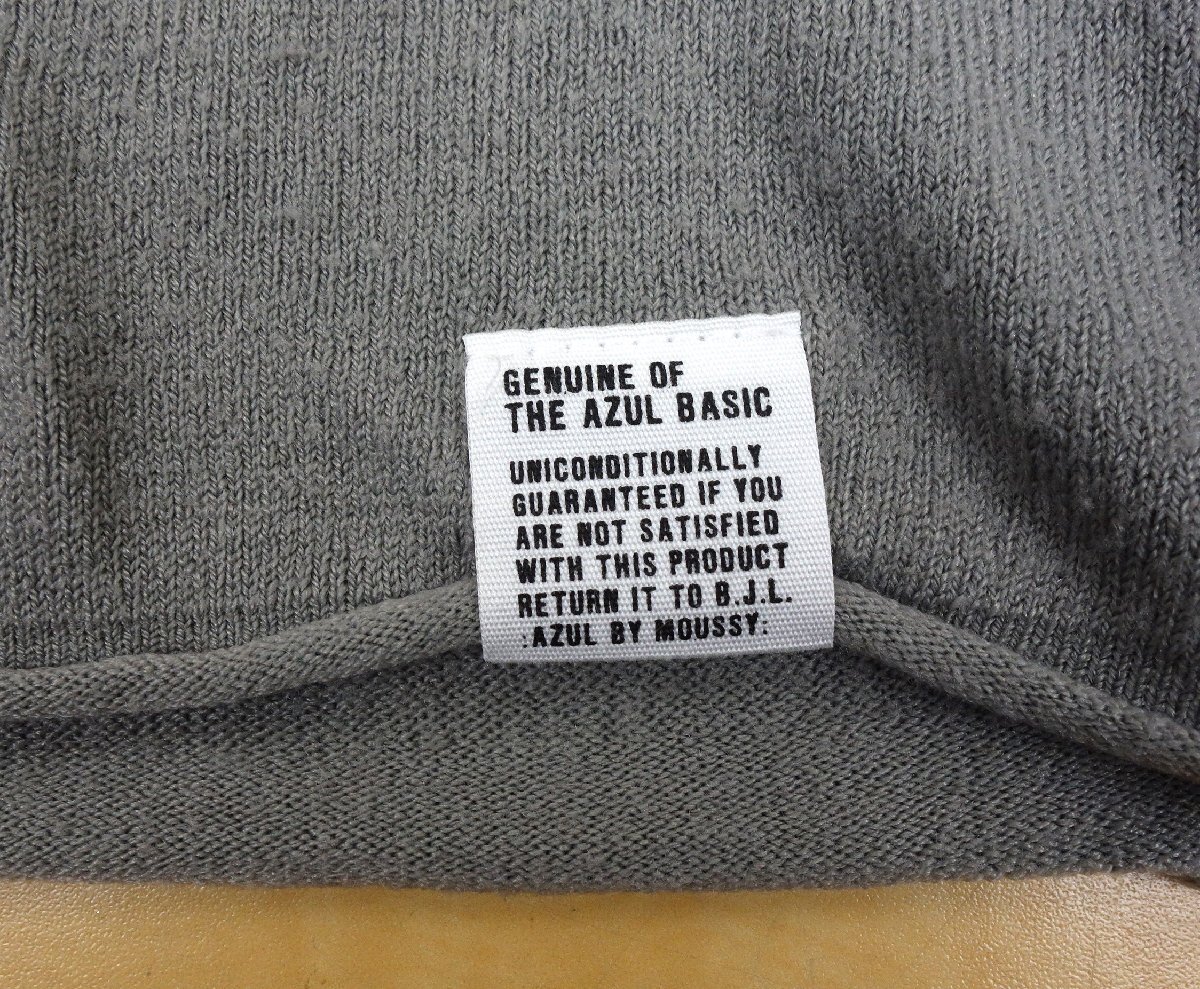 GENUINE OF
THE AZUL BASIC
UNICONDITIONALLY
GUARANTEED IF YOU
ARE NOT SATISFIED
WITH THIS PRODUCT
RETURN IT TO B.J.L.
:AZUL BY MOUSSY: